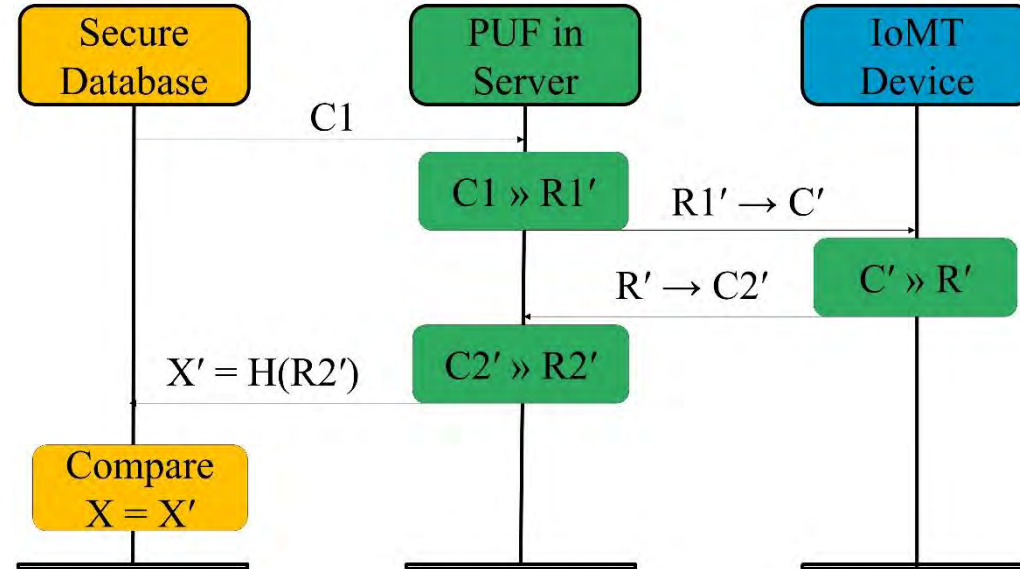 Secure
Database
PUF in
Server
IoMT
Device
C1
C1 » R1′
R1′ → C′
C′ » R′
R′ → C2′
C2′ » R2′
X′ = H(R2′)
Compare
X = X′